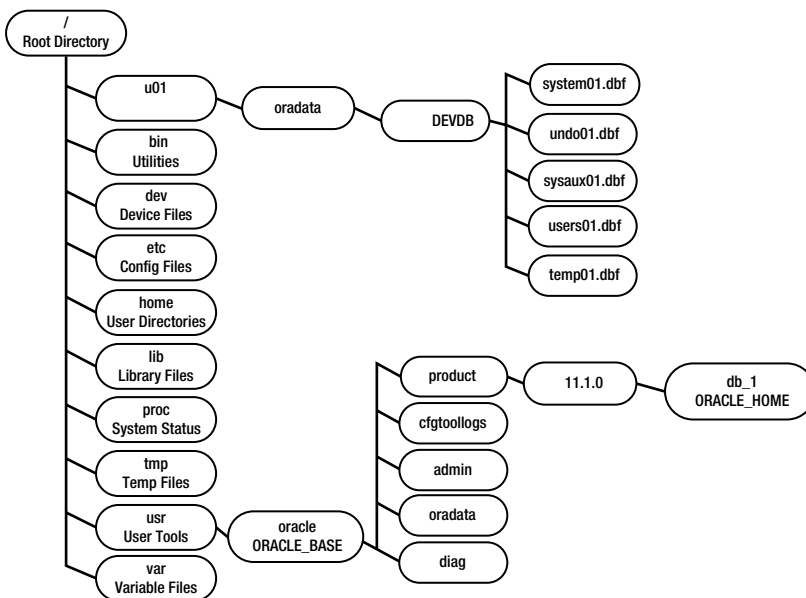 /
Root Directory
u01
oradata
DEVDB
system01.dbf
undo01.dbf
sysaux01.dbf
users01.dbf
temp01.dbf
bin
Utilities
dev
Device Files
etc
Config Files
home
User Directories
lib
Library Files
proc
System Status
tmp
Temp Files
usr
User Tools
oracle
ORACLE_BASE
product
11.1.0
db_1
ORACLE_HOME
cfgtoollogs
admin
oradata
diag
var
Variable Files